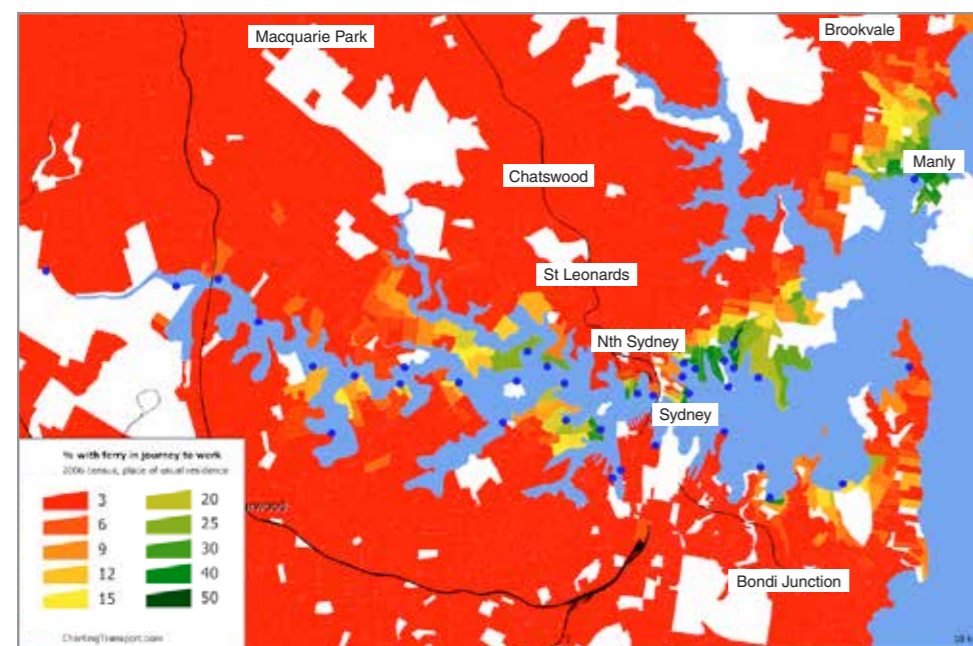 Macquarie Park
Brookvale
Manly
Chatswood
St Leonards
Nth Sydney
Sydney
Bondi Junction
% with ferry in journey to work
2006 census, place of usual residence
3 20
6 25
9 30
12 40
15 50
ChartingTransport.com